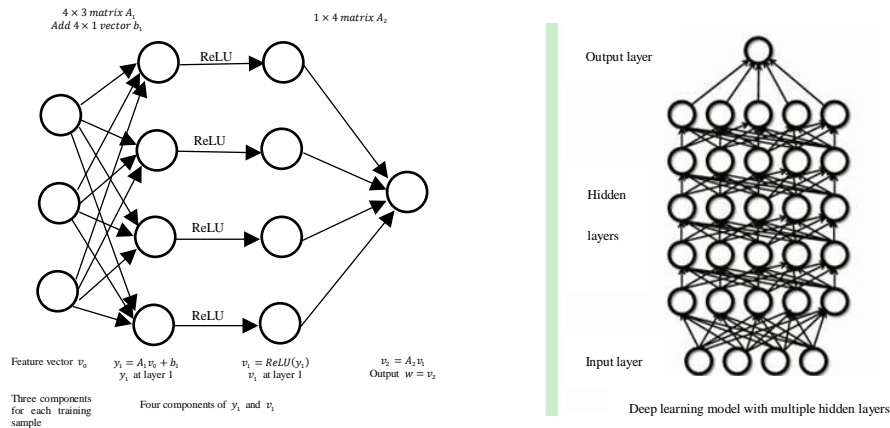 4 × 3 matrix A₁
Add 4 × 1 vector b₁
1 × 4 matrix A₂
ReLU
ReLU
ReLU
ReLU
Feature vector v₀
y₁ = A₁v₀ + b₁
y₁ at layer 1
v₁ = ReLU(y₁)
v₁ at layer 1
v₂ = A₂v₁
Output w = v₂
Three components
for each training
sample
Four components of y₁ and v₁
Output layer
Hidden
layers
Input layer
Deep learning model with multiple hidden layers